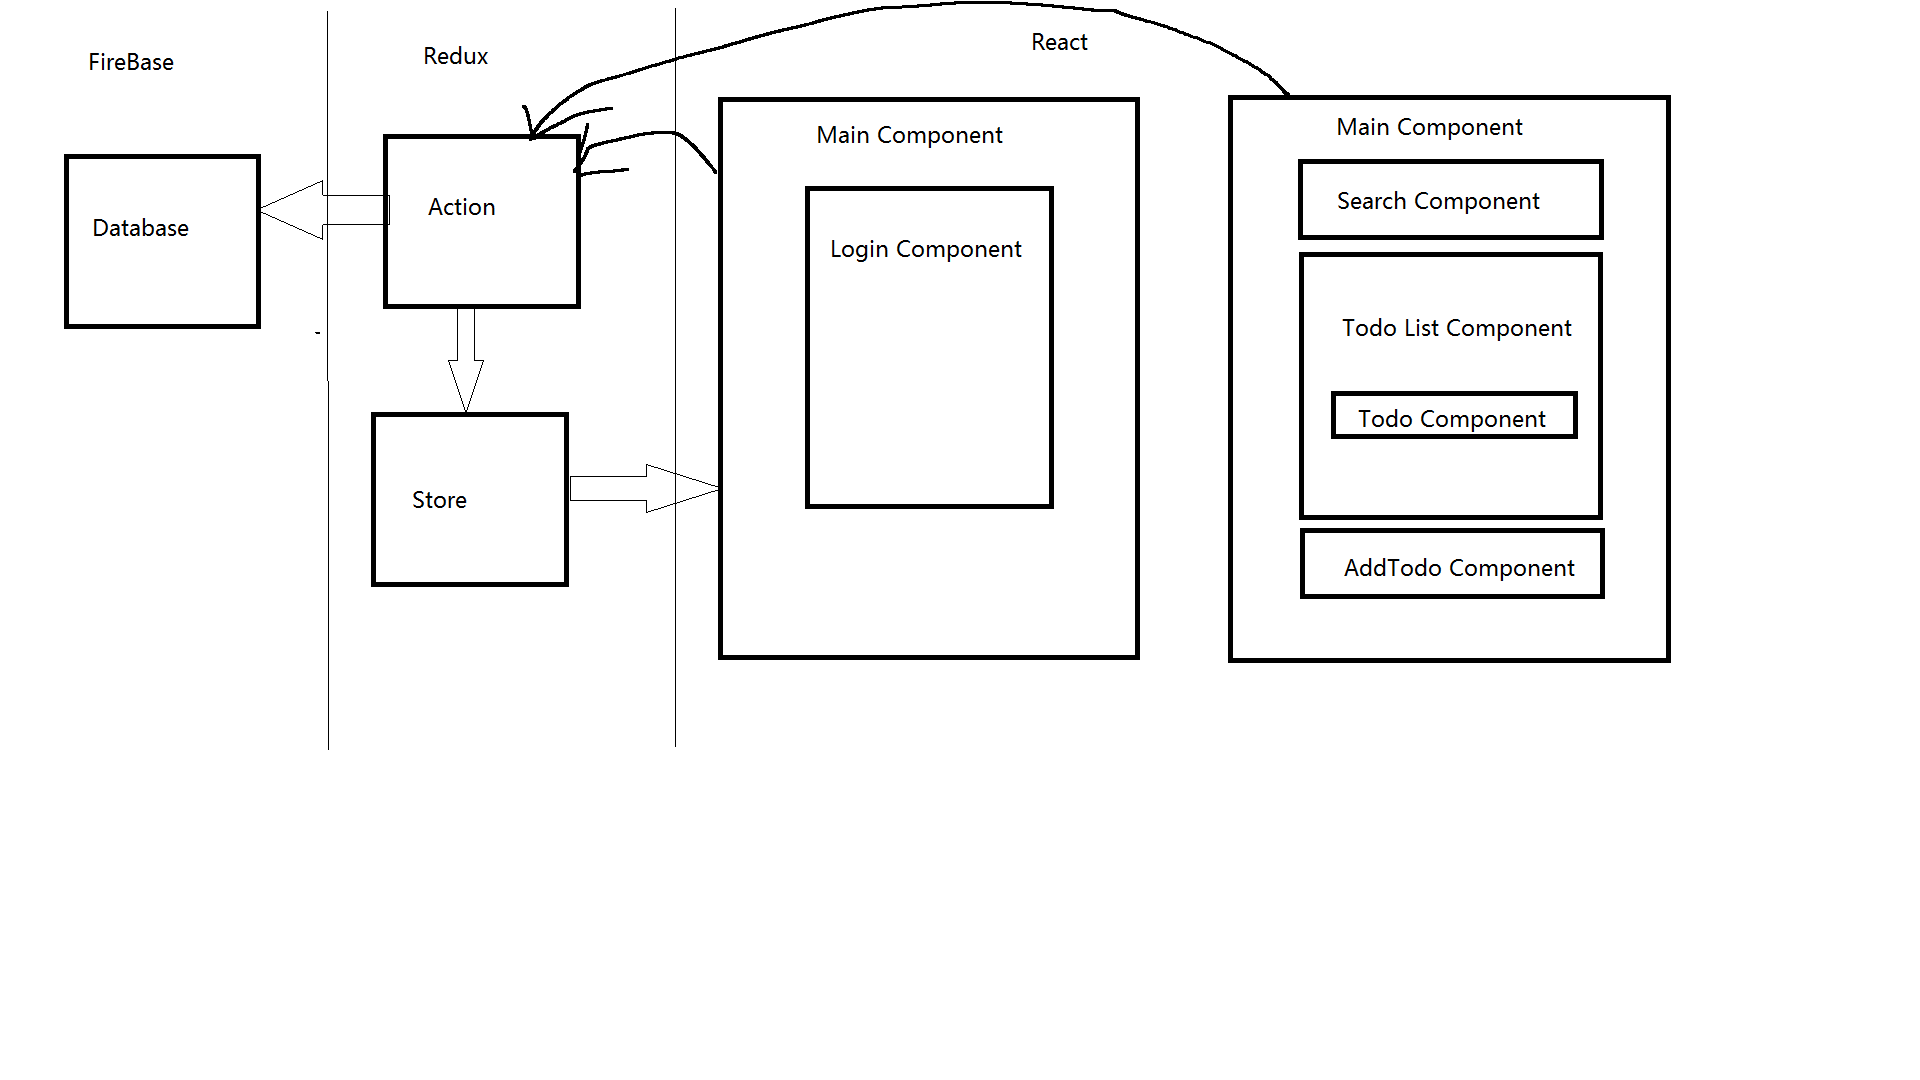 FireBase
Redux
React
Database
Action
Store
Main Component
Login Component
Main Component
Search Component
Todo List Component
Todo Component
AddTodo Component